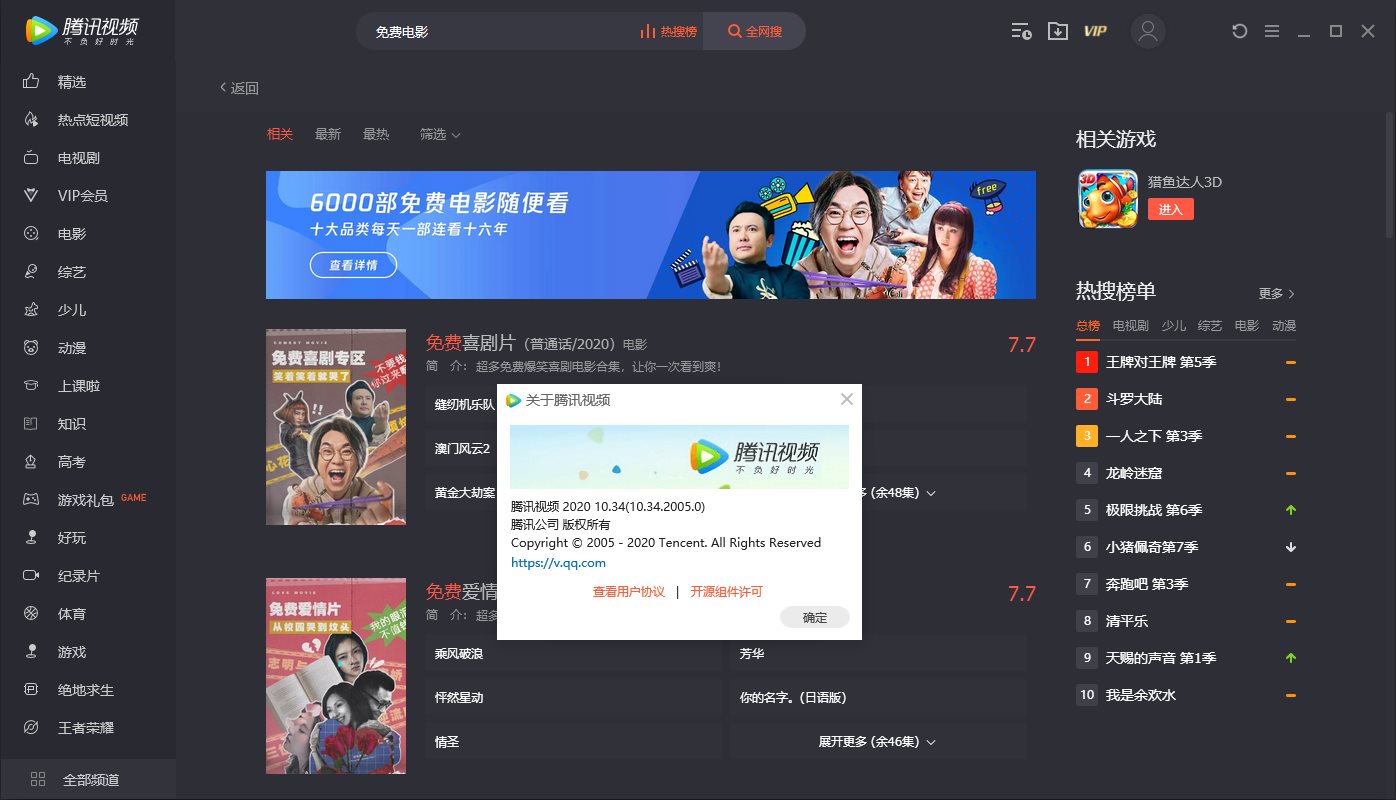 腾讯视频
不负好时光
免费电影
热搜榜
全网搜
VIP
精选
热点短视频
电视剧
VIP会员
电影
综艺
少儿
动漫
上课啦
知识
高考
游戏礼包 GAME
好玩
纪录片
体育
游戏
绝地求生
王者荣耀
全部频道
返回
相关 最新 最热 筛选
6000部免费电影随便看
十大品类每天一部连看十六年
查看详情
free
COMEDY MOVIE
免费喜剧专区
笑着笑着就哭了
免费喜剧片（普通话/2020）电影
7.7
简 介：超多免费爆笑喜剧电影合集，让你一次看到爽！
缝纫机乐队
澳门风云2
黄金大劫案
(余48集)
关于腾讯视频
腾讯视频
不负好时光
腾讯视频 2020 10.34(10.34.2005.0)
腾讯公司 版权所有
Copyright © 2005 - 2020 Tencent. All Rights Reserved
https://v.qq.com
查看用户协议 | 开源组件许可
确定
LOVE MOVIE
免费爱情片
从校园哭到坟头
免费爱情
7.7
简 介：超多
乘风破浪
芳华
怦然星动
你的名字。(日语版)
情圣
展开更多 (余46集)
相关游戏
3D
猎鱼达人3D
进入
热搜榜单
更多
总榜 电视剧 少儿 综艺 电影 动漫
1 王牌对王牌 第5季
2 斗罗大陆
3 一人之下 第3季
4 龙岭迷窟
5 极限挑战 第6季
6 小猪佩奇第7季
7 奔跑吧 第3季
8 清平乐
9 天赐的声音 第1季
10 我是余欢水